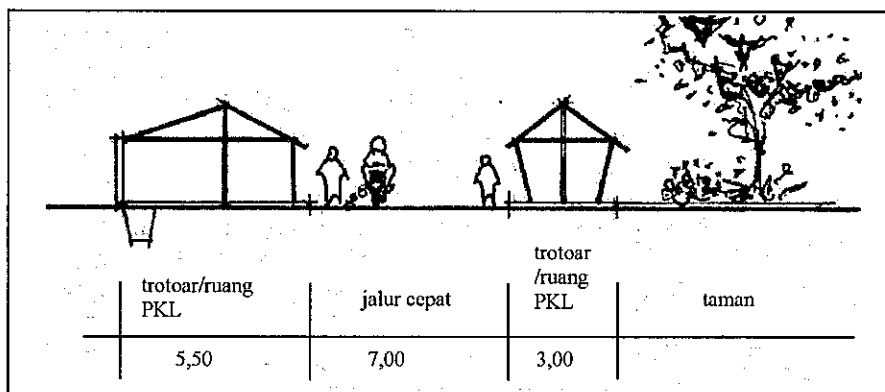 trotoar/ruang
PKL
jalur cepat
trotoar
/ruang
PKL
taman
5,50
7,00
3,00